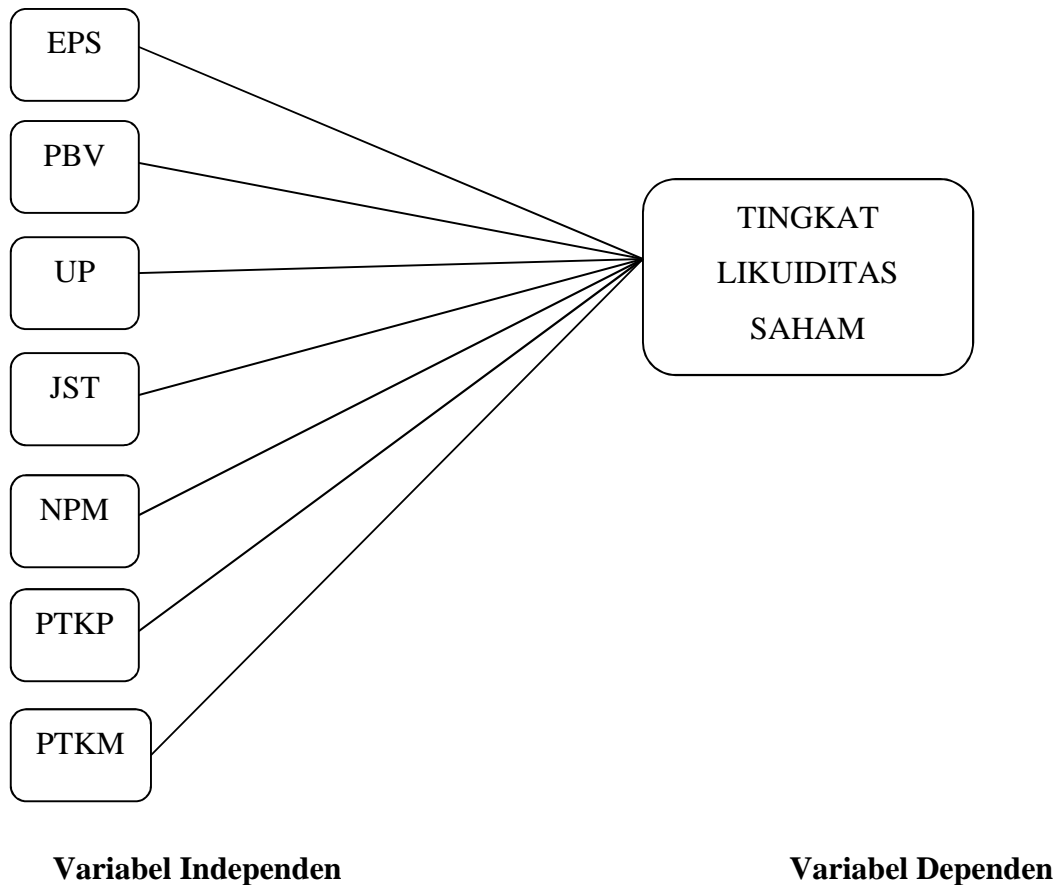 EPS
PBV
UP
JST
NPM
PTKP
PTKM
TINGKAT
LIKUIDITAS
SAHAM
Variabel Independen
Variabel Dependen